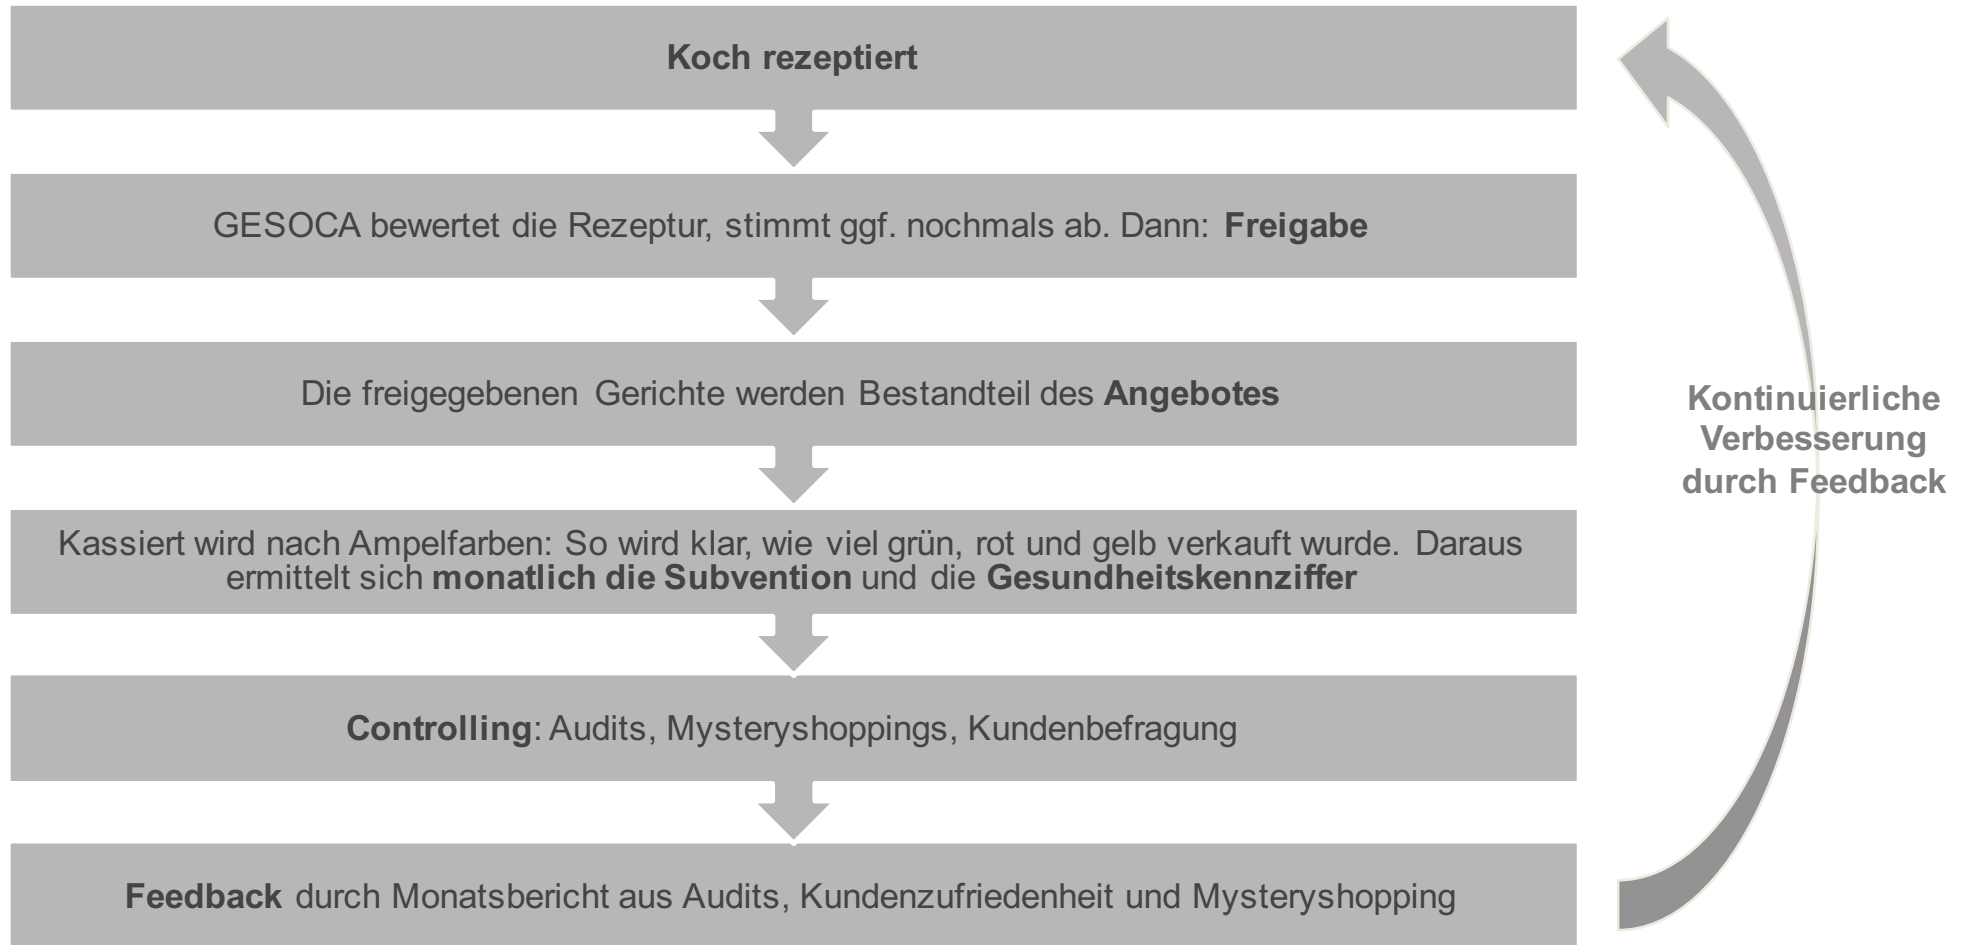 Koch rezeptiert
GESOCA bewertet die Rezeptur, stimmt ggf. nochmals ab. Dann: Freigabe
Die freigegebenen Gerichte werden Bestandteil des Angebotes
Kassiert wird nach Ampelfarben: So wird klar, wie viel grün, rot und gelb verkauft wurde. Daraus
ermittelt sich monatlich die Subvention und die Gesundheitskennziffer
Controlling: Audits, Mysteryshoppings, Kundenbefragung
Feedback durch Monatsbericht aus Audits, Kundenzufriedenheit und Mysteryshopping
Kontinuierliche
Verbesserung
durch Feedback